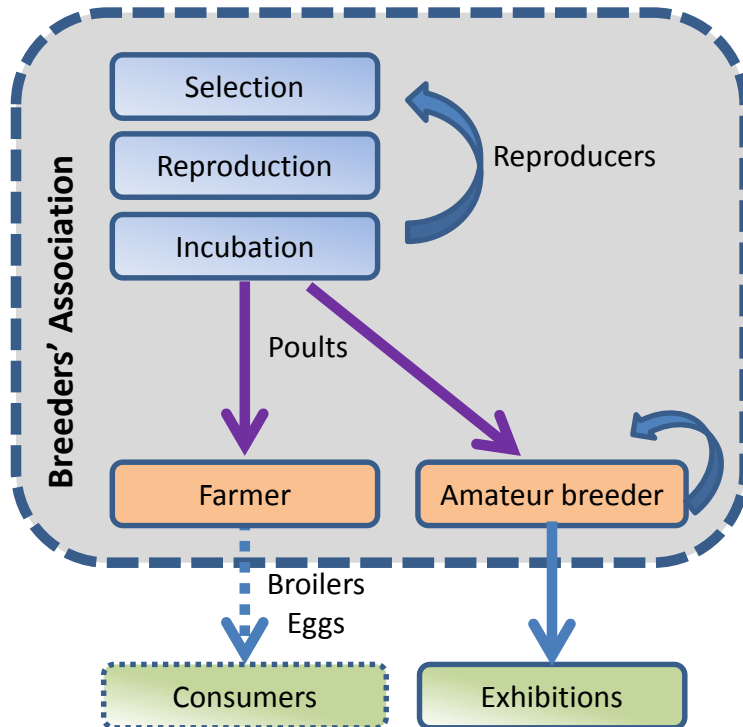 Breeders' Association
Selection
Reproduction
Reproducers
Incubation
Poults
Farmer
Amateur breeder
Broilers
Eggs
Consumers
Exhibitions